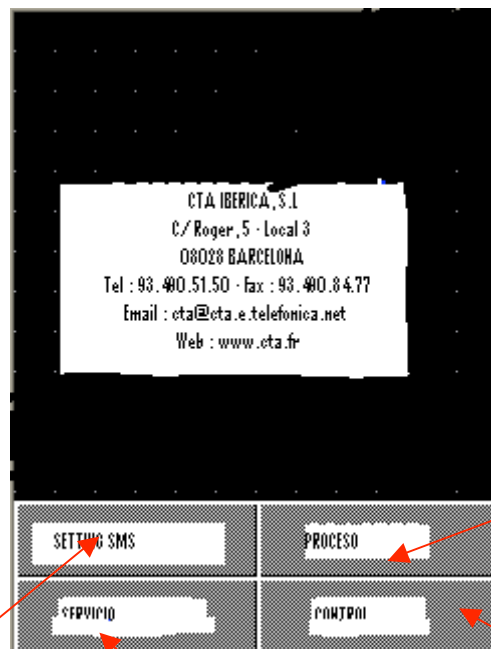 CTA IBERICA, S.L
C/ Roger, 5 - Local 3
08028 BARCELONA
Tel : 93.490.51.50 - Fax : 93.490.84.77
Email : cta@cta.e.telefonica.net
Web : www.cta.fr
SETTING SMS PROCESO
SERVICIO CONTROL